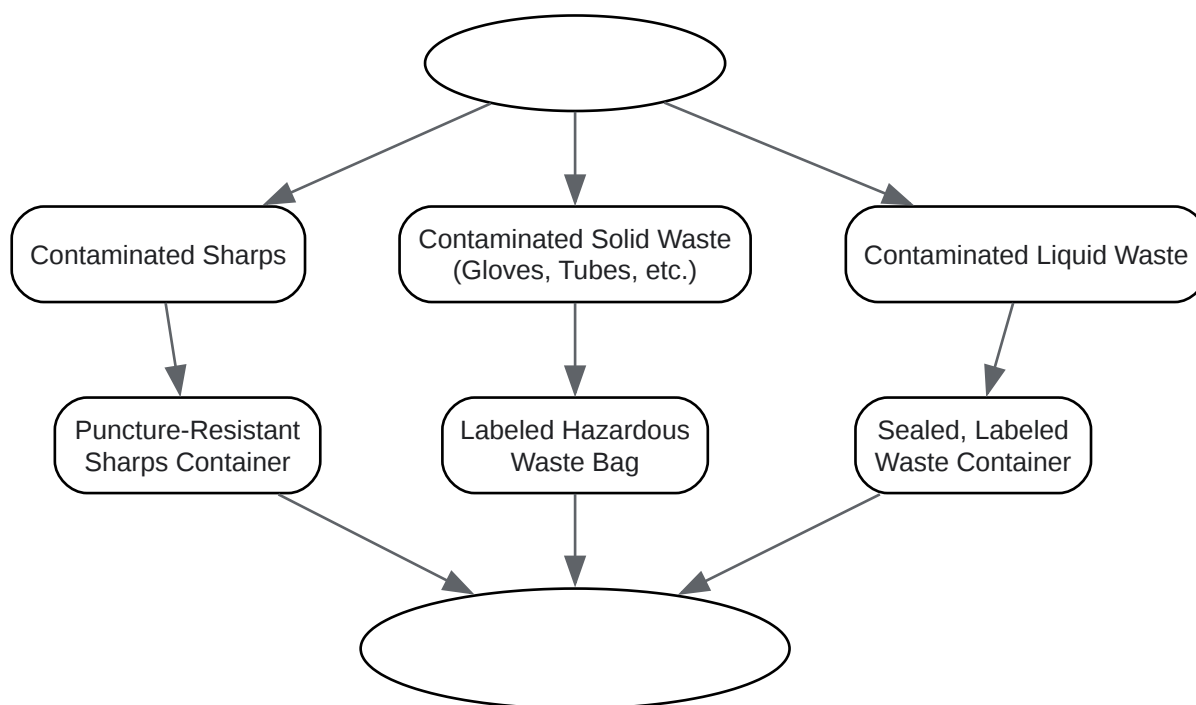 Contaminated Sharps
Contaminated Solid Waste
(Gloves, Tubes, etc.)
Contaminated Liquid Waste
Puncture-Resistant
Sharps Container
Labeled Hazardous
Waste Bag
Sealed, Labeled
Waste Container